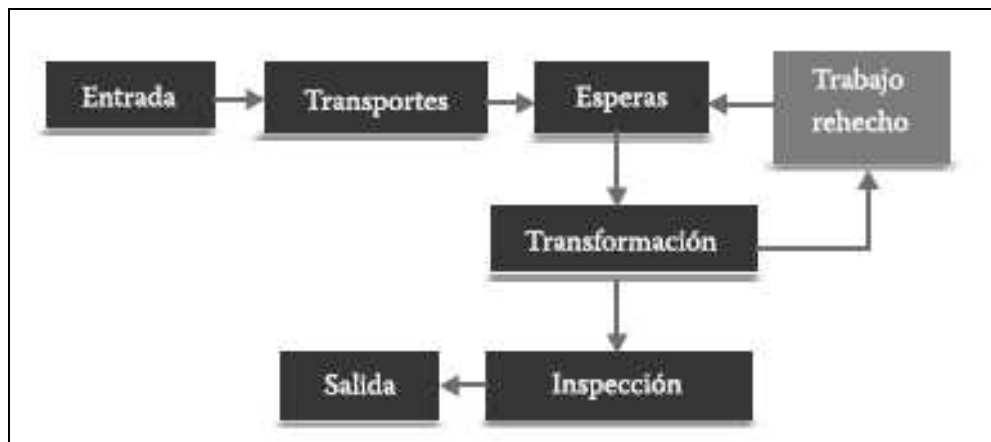 Entrada
Transportes
Esperas
Trabajo
rehecho
Transformación
Inspección
Salida